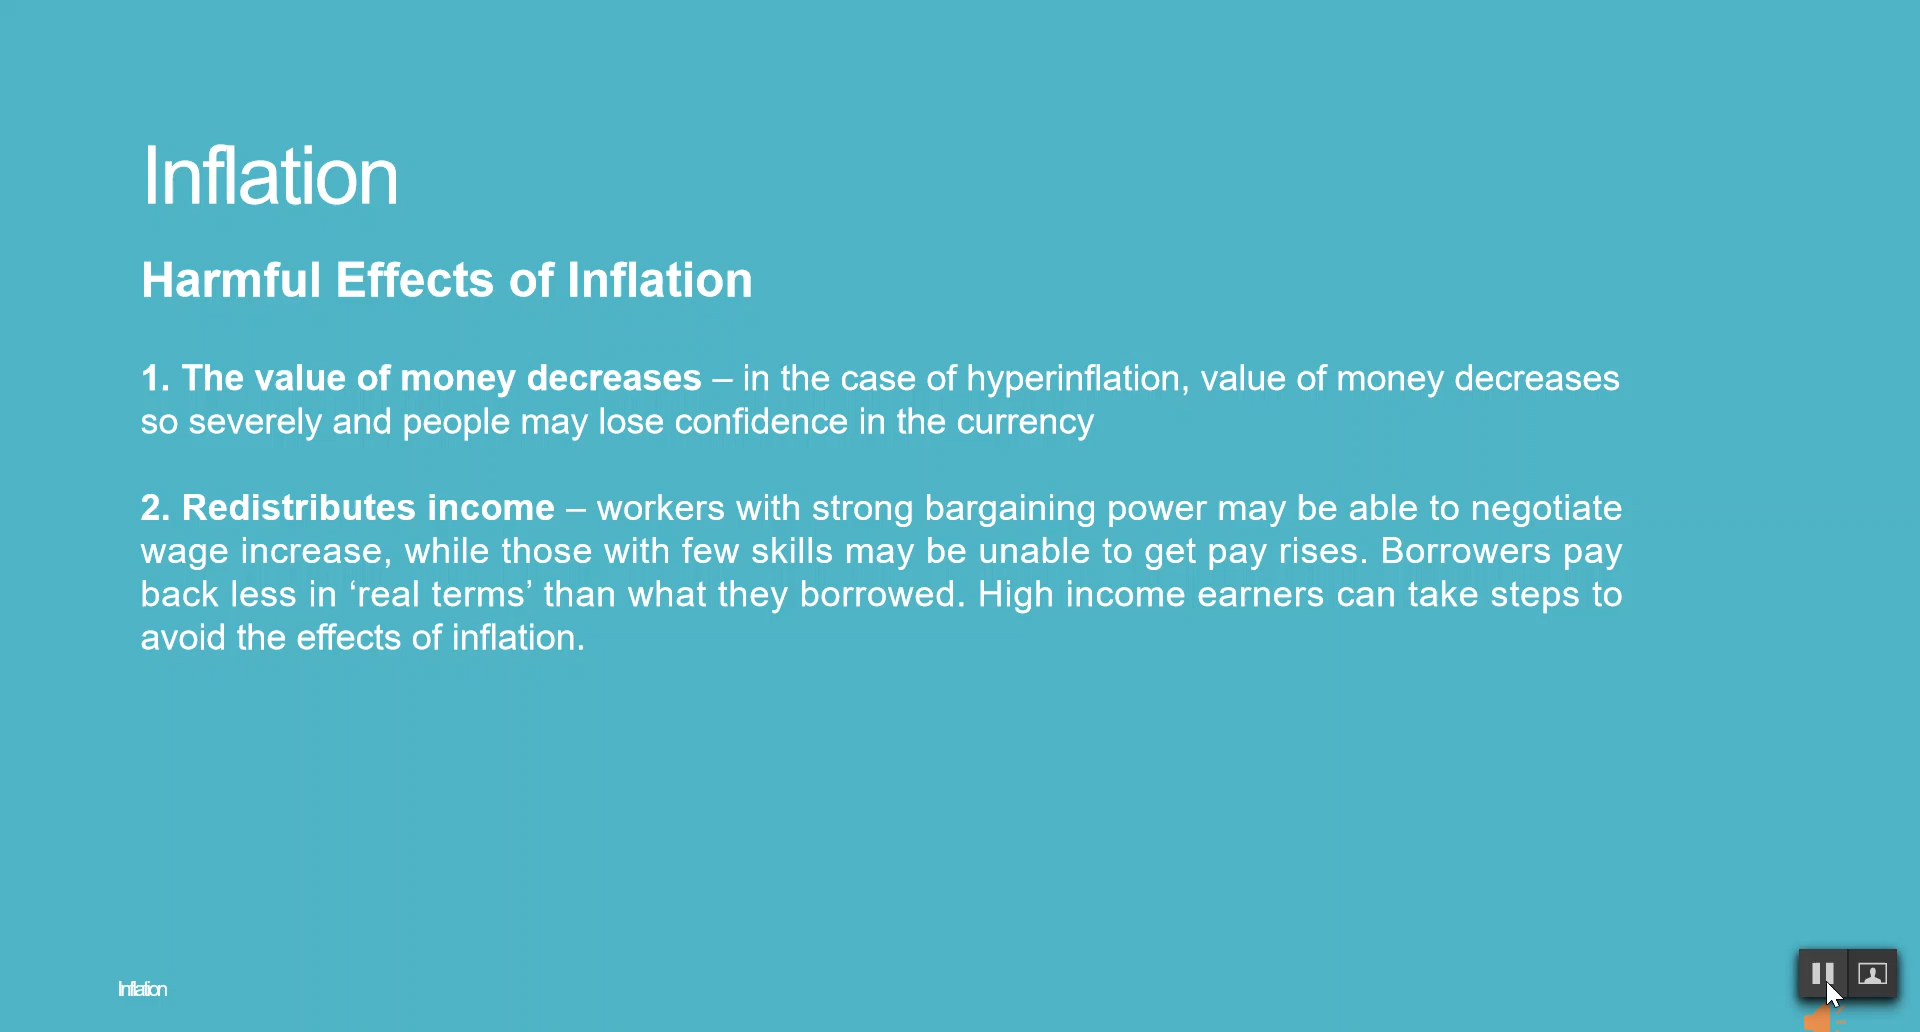 Inflation
Harmful Effects of Inflation
1. The value of money decreases – in the case of hyperinflation, value of money decreases
so severely and people may lose confidence in the currency
2. Redistributes income – workers with strong bargaining power may be able to negotiate
wage increase, while those with few skills may be unable to get pay rises. Borrowers pay
back less in ‘real terms’ than what they borrowed. High income earners can take steps to
avoid the effects of inflation.
Inflation